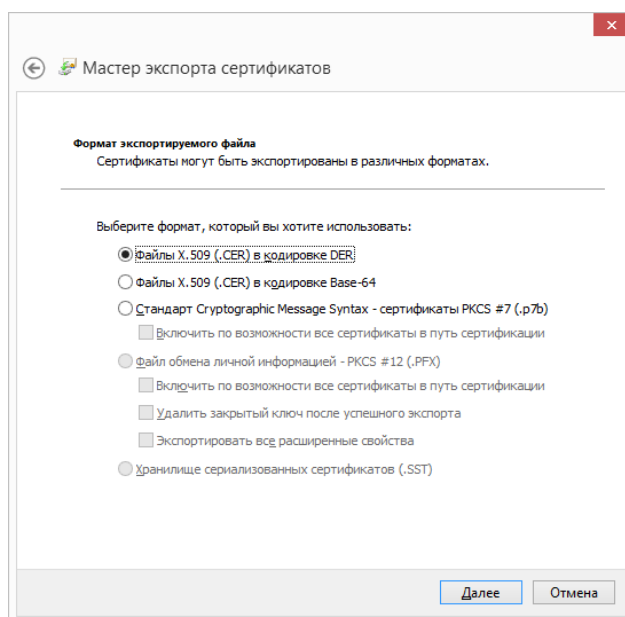 Мастер экспорта сертификатов
Формат экспортируемого файла
Сертификаты могут быть экспортированы в различных форматах.
Выберите формат, который вы хотите использовать:
Файлы X.509 (.CER) в кодировке DER
Файлы X.509 (.CER) в кодировке Base-64
Стандарт Cryptographic Message Syntax - сертификаты PKCS #7 (.p7b)
Включить по возможности все сертификаты в путь сертификации
Файл обмена личной информацией - PKCS #12 (.PFX)
Включить по возможности все сертификаты в путь сертификации
Удалить закрытый ключ после успешного экспорта
Экспортировать все расширенные свойства
Хранилище сериализованных сертификатов (.SST)
Далее Отмена